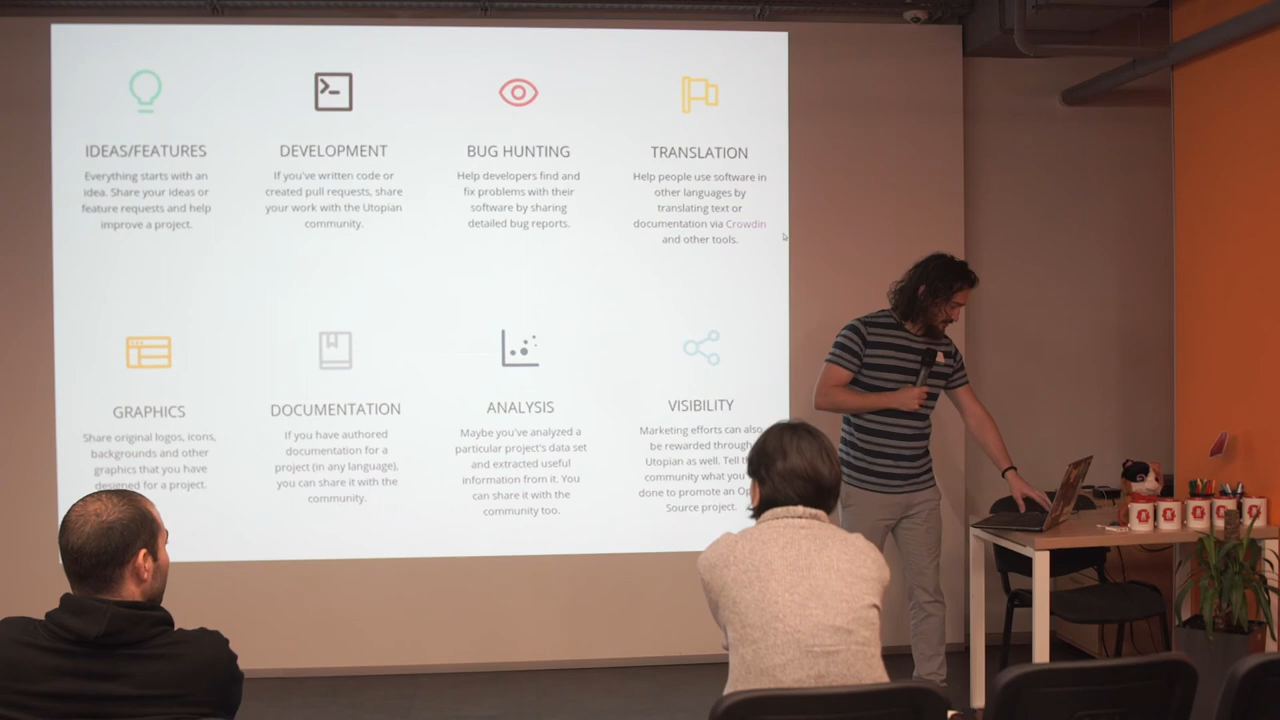 IDEAS/FEATURES
Everything starts with an
idea. Share your ideas or
feature requests and help
improve a project.
DEVELOPMENT
If you've written code or
created pull requests, share
your work with the Utopian
community.
BUG HUNTING
Help developers find and
fix problems with their
software by sharing
detailed bug reports.
TRANSLATION
Help people use software in
other languages by
translating text or
documentation via Crowdin
and other tools.
GRAPHICS
Share original logos, icons,
backgrounds and other
graphics that you have
designed for a project.
DOCUMENTATION
If you have authored
documentation for a
project (in any language),
you can share it with the
community.
ANALYSIS
Maybe you've analyzed a
particular project's data set
and extracted useful
information from it. You
can share it with the
community too.
VISIBILITY
Marketing efforts can also
be rewarded through
Utopian as well. Tell
community what you
done to promote an
Source project.